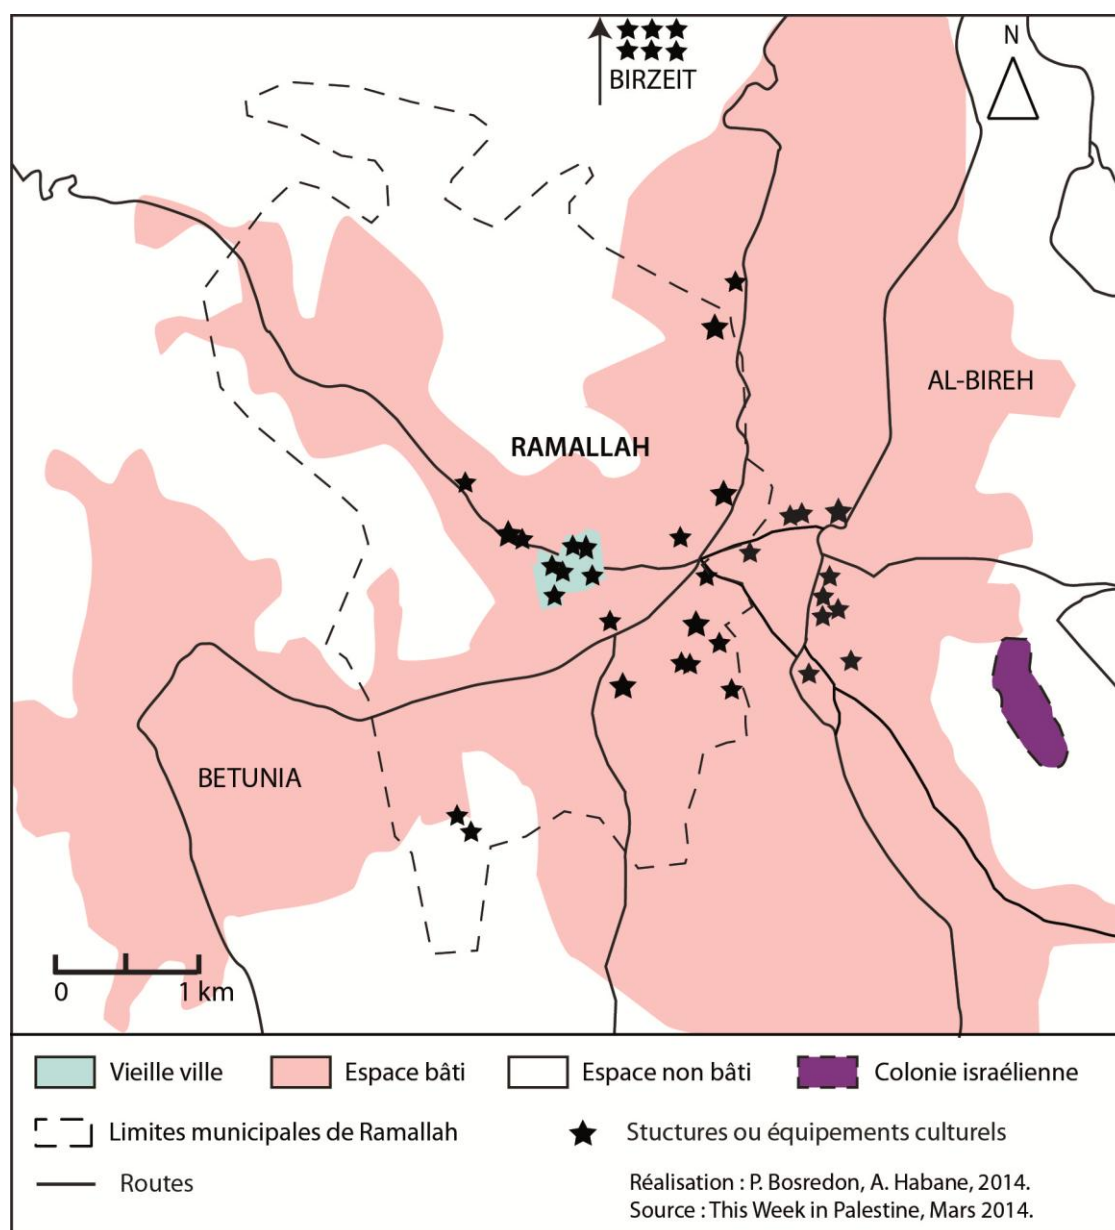 BIRZEIT
N
AL-BIREH
RAMALLAH
BETUNIA
0 1 km
Vieille ville
Espace bâti
Espace non bâti
Colonie israélienne
Limites municipales de Ramallah
Stuctures ou équipements culturels
Routes
Réalisation : P. Bosredon, A. Habane, 2014.
Source : This Week in Palestine, Mars 2014.